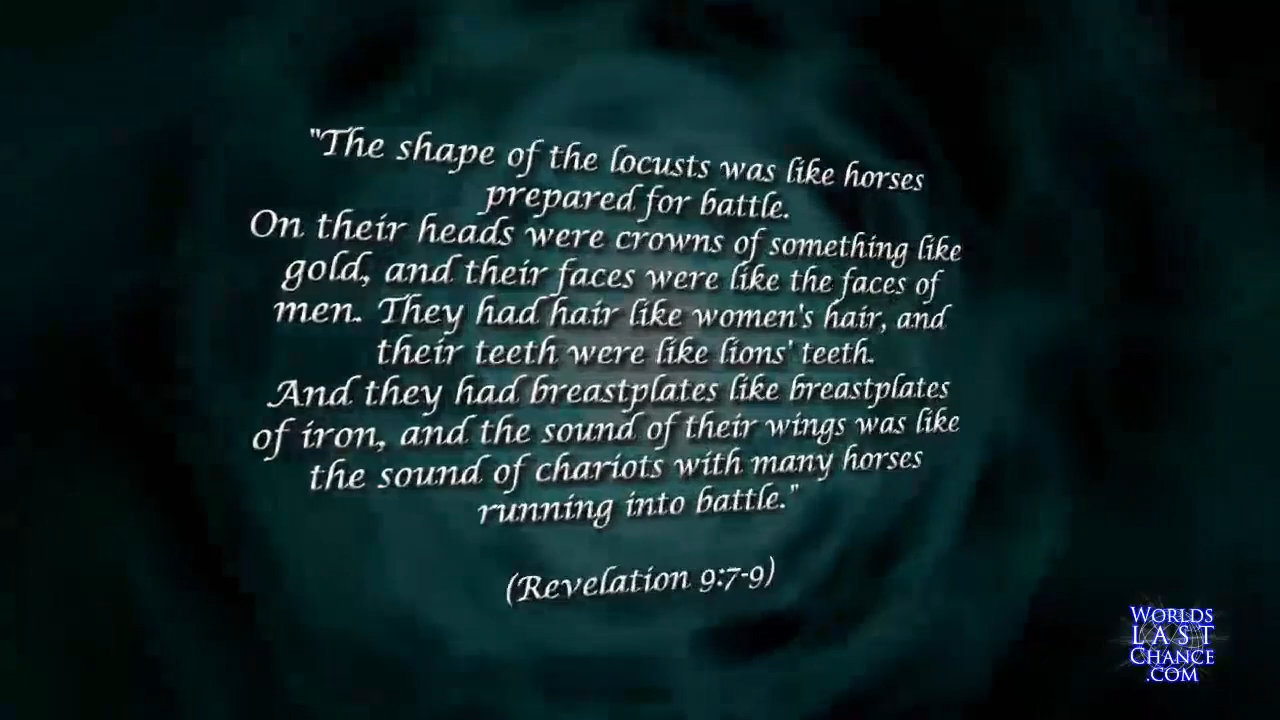 "The shape of the locusts was like horses
prepared for battle.
On their heads were crowns of something like
gold, and their faces were like the faces of
men. They had hair like women's hair, and
their teeth were like lions' teeth.
And they had breastplates like breastplates
of iron, and the sound of their wings was like
the sound of chariots with many horses
running into battle."
(Revelation 9:7-9)
WORLDS
LAST
CHANCE
.COM